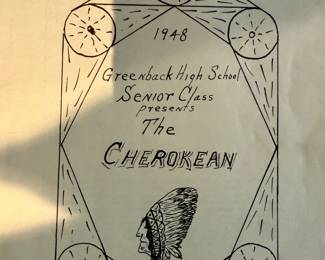 1948
Greenback High School
Senior Class
presents
The
CHEROKEAN